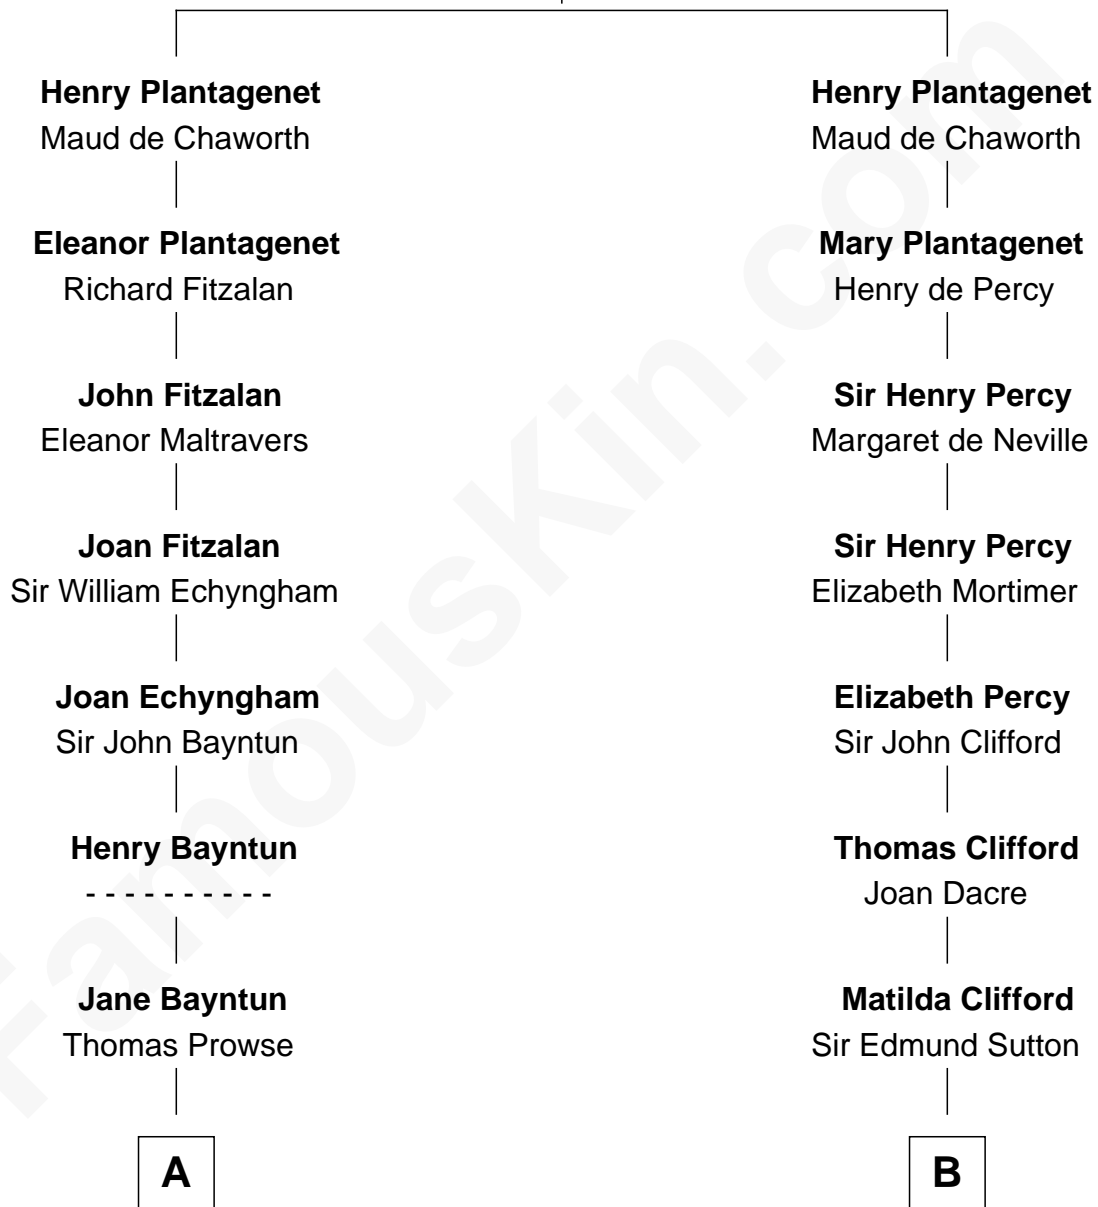 Henry Plantagenet
Maud de Chaworth
Eleanor Plantagenet
Richard Fitzalan
John Fitzalan
Eleanor Maltravers
Joan Fitzalan
Sir William Echyngham
Joan Echyngham
Sir John Bayntun
Henry Bayntun
- - - - - - - - - -
Jane Bayntun
Thomas Prowse
A
Henry Plantagenet
Maud de Chaworth
Mary Plantagenet
Henry de Percy
Sir Henry Percy
Margaret de Neville
Sir Henry Percy
Elizabeth Mortimer
Elizabeth Percy
Sir John Clifford
Thomas Clifford
Joan Dacre
Matilda Clifford
Sir Edmund Sutton
B
FamousKin.com